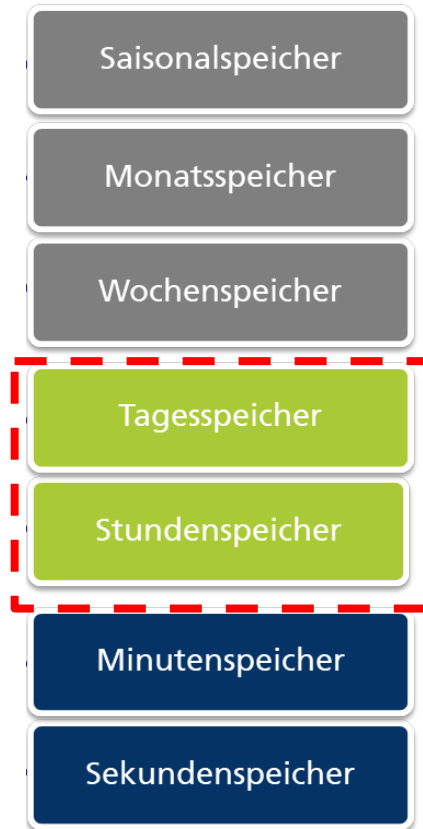 Saisonalspeicher
Monatsspeicher
Wochenspeicher
Tagesspeicher
Stundenspeicher
Minutenspeicher
Sekundenspeicher